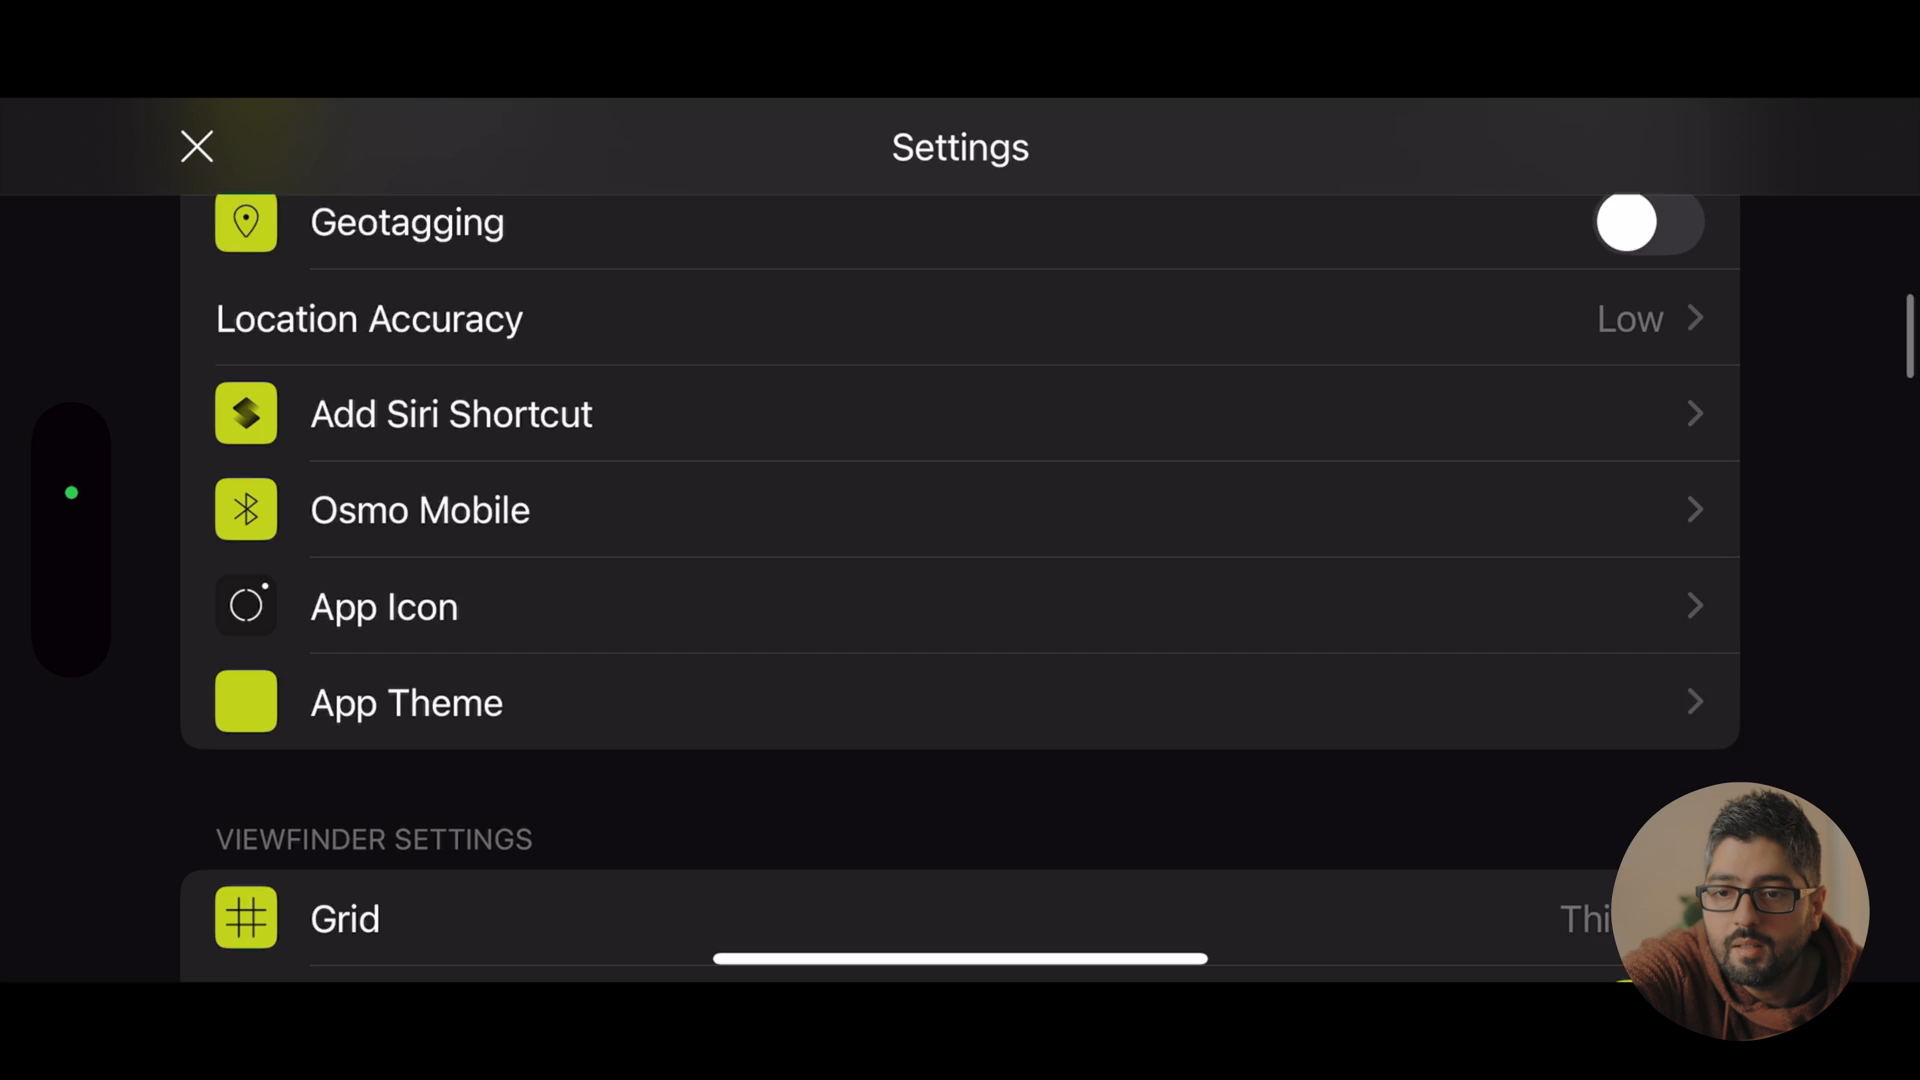 Settings
Geotagging
Location Accuracy Low
Add Siri Shortcut
Osmo Mobile
App Icon
App Theme
VIEWFINDER SETTINGS
Grid